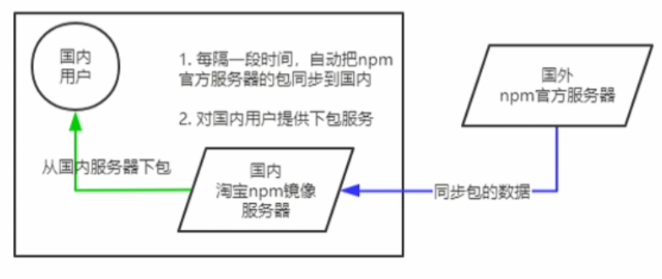 国内
用户
1. 每隔一段时间，自动把npm
官方服务器的包同步到国内
2. 对国内用户提供下包服务
国外
npm官方服务器
从国内服务器下包
国内
淘宝npm镜像
服务器
同步包的数据